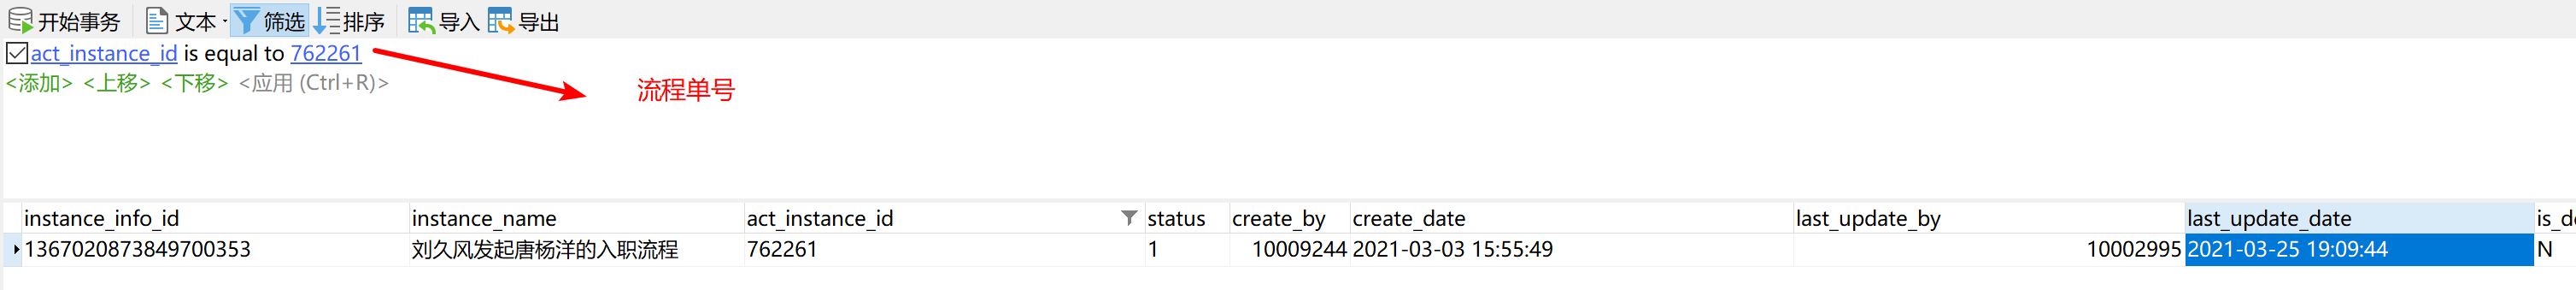 开始事务 文本 筛选 排序 导入 导出
act_instance_id is equal to 762261
流程单号
<添加> <上移> <下移> <应用 (Ctrl+R)>
instance_info_id instance_name act_instance_id status create_by create_date last_update_by last_update_date is_d
1367020873849700353 刘久风发起唐杨洋的入职流程 762261 1 10009244 2021-03-03 15:55:49 10002995 2021-03-25 19:09:44 N